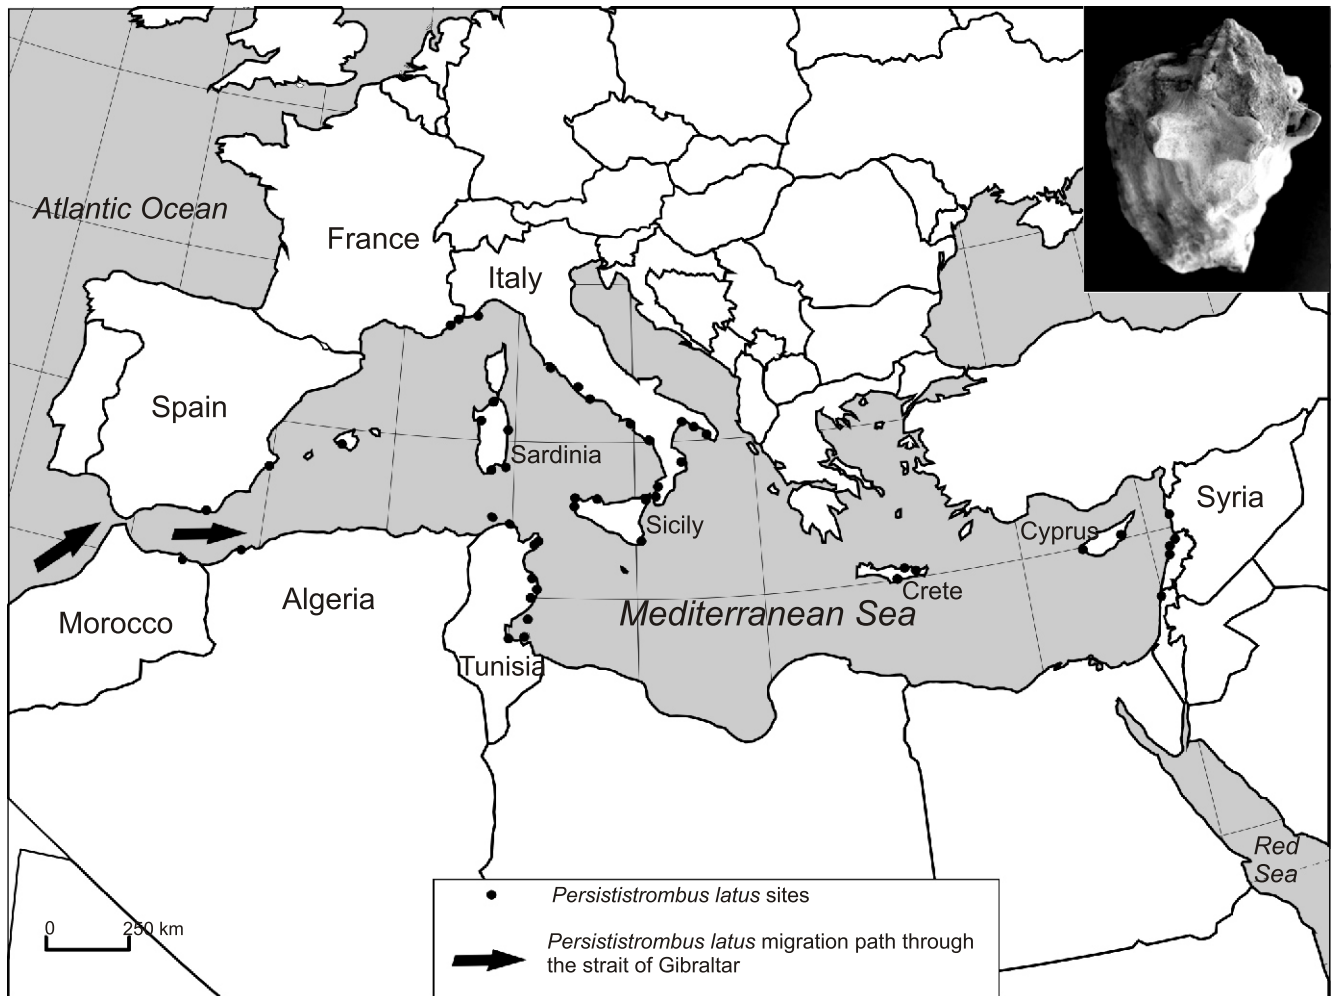 Atlantic Ocean
France
Italy
Spain
Sardinia
Syria
Sicily
Cyprus
Crete
Algeria
Morocco
Mediterranean Sea
Tunisia
Red
Sea
0 250 km
Persististrombus latus sites
Persististrombus latus migration path through
the strait of Gibraltar